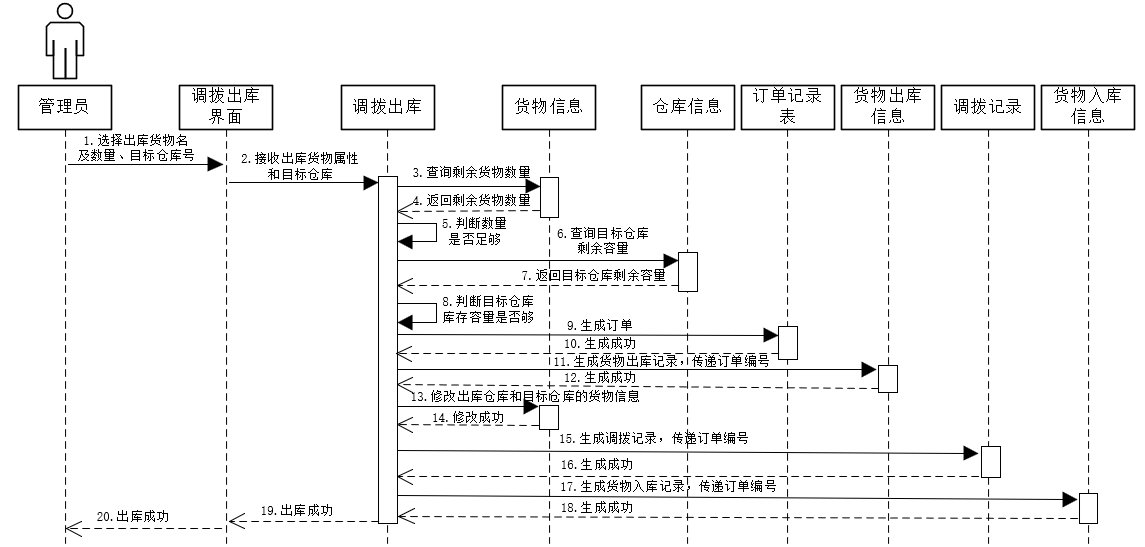 管理员
调拨出库
界面
调拨出库
货物信息
仓库信息
订单记录
表
货物出库
信息
调拨记录
货物入库
信息
1.选择出库货物名
及数量、目标仓库号
2.接收出库货物属性
和目标仓库
3.查询剩余货物数量
4.返回剩余货物数量
5.判断数量
是否足够
6.查询目标仓库
剩余容量
7.返回目标仓库剩余容量
8.判断目标仓库
库存容量是否够
9.生成订单
10.生成成功
11.生成货物出库记录，传递订单编号
12.生成成功
13.修改出库仓库和目标仓库的货物信息
14.修改成功
15.生成调拨记录，传递订单编号
16.生成成功
17.生成货物入库记录，传递订单编号
18.生成成功
19.出库成功
20.出库成功